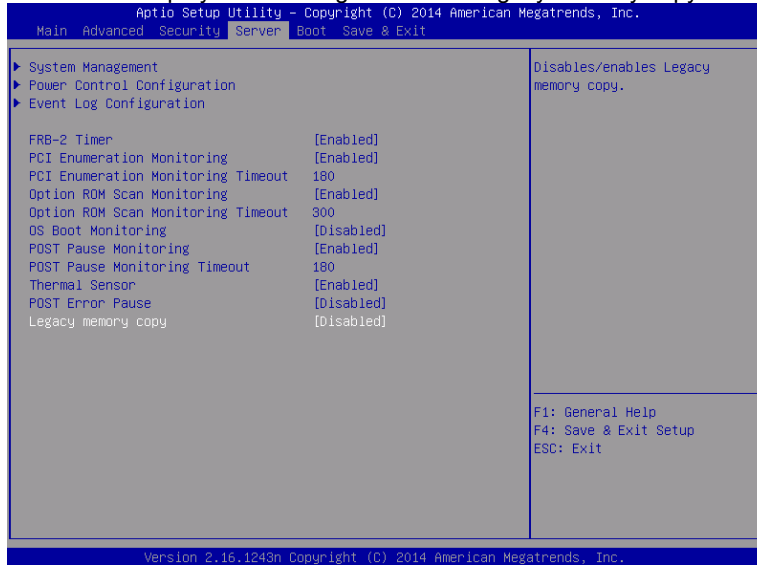 Aptio Setup Utility – Copyright (C) 2014 American Megatrends, Inc.
Main Advanced Security Server Boot Save & Exit
System Management
Power Control Configuration
Event Log Configuration
FRB-2 Timer [Enabled]
PCI Enumeration Monitoring [Enabled]
PCI Enumeration Monitoring Timeout 180
Option ROM Scan Monitoring [Enabled]
Option ROM Scan Monitoring Timeout 300
OS Boot Monitoring [Disabled]
POST Pause Monitoring [Enabled]
POST Pause Monitoring Timeout 180
Thermal Sensor [Enabled]
POST Error Pause [Disabled]
Legacy memory copy [Disabled]
Disables/enables Legacy
memory copy.
F1: General Help
F4: Save & Exit Setup
ESC: Exit
Version 2.16.1243n Copyright (C) 2014 American Megatrends, Inc.